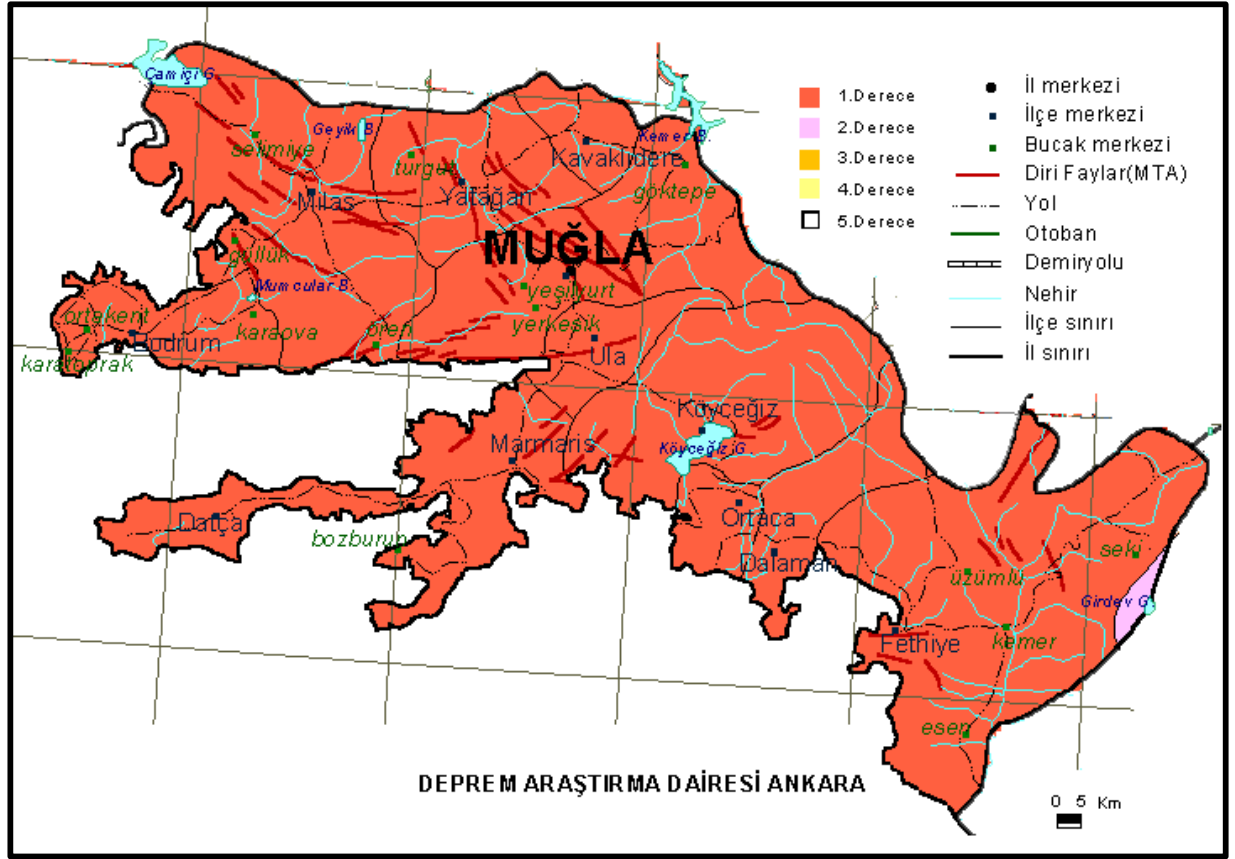 Çamiçi G.
Geyik B.
Kemer B.
selimiye
turgut
Kavaklıdere
göktepe
Milas
Yatağan
MUĞLA
güllük
Mumcular B.
yeşilyurt
ortakent
karaova
ören
yerkesik
Bodrum
karatoprak
Ula
Köyceğiz
Marmaris
Köyceğiz G.
Datça
bozburun
Ortaca
Dalaman
üzümlü
seki
Girdev G.
Fethiye
kemer
esen
1.Derece
2.Derece
3.Derece
4.Derece
5.Derece
İl merkezi
İlçe merkezi
Bucak merkezi
Diri Faylar(MTA)
Yol
Otoban
Demiryolu
Nehir
İlçe sınırı
İl sınırı
DEPREM ARAŞTIRMA DAİRESİ ANKARA
0 5 Km